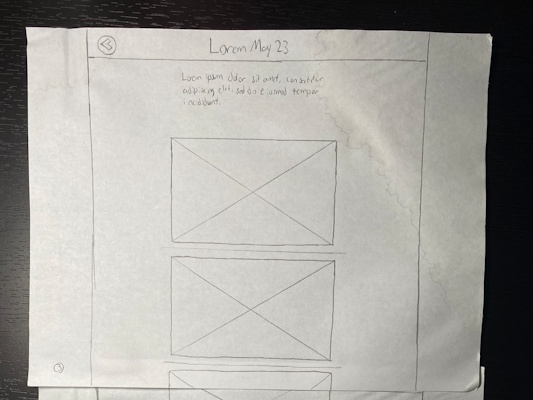 Lorem May 23
Lorem ipsum dolor sit amet, consectetur
adipiscing elit, sed do eiusmod tempor
incididunt.